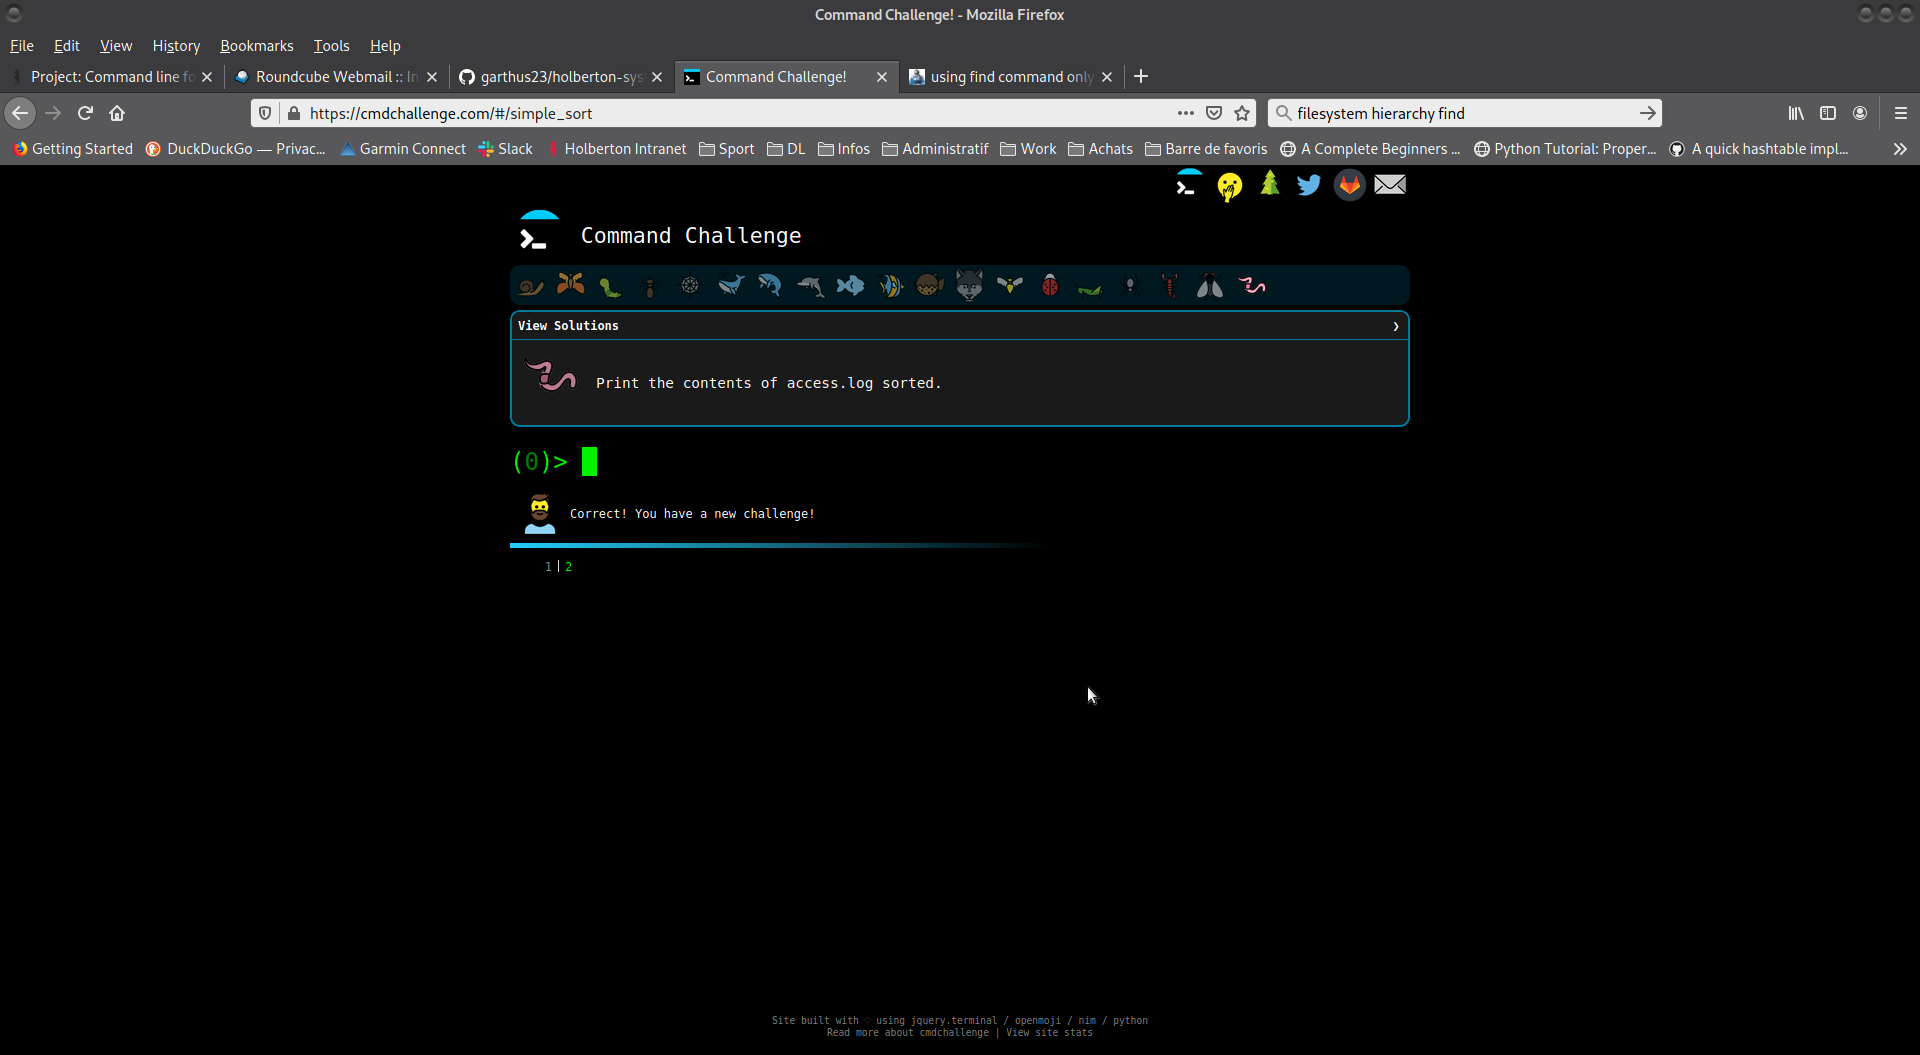 Command Challenge! - Mozilla Firefox
File Edit View History Bookmarks Tools Help
Project: Command line fo
Roundcube Webmail :: In
garthus23/holberton-sys
Command Challenge!
using find command only
https://cmdchallenge.com/#/simple_sort
filesystem hierarchy find
Getting Started DuckDuckGo — Privac... Garmin Connect Slack Holberton Intranet Sport DL Infos Administratif Work Achats Barre de favoris A Complete Beginners ... Python Tutorial: Proper... A quick hashtable impl...
Command Challenge
View Solutions
Print the contents of access.log sorted.
(0)>
Correct! You have a new challenge!
1 2
Site built with ♡ using jquery.terminal / openmoji / nim / python
Read more about cmdchallenge | View site stats